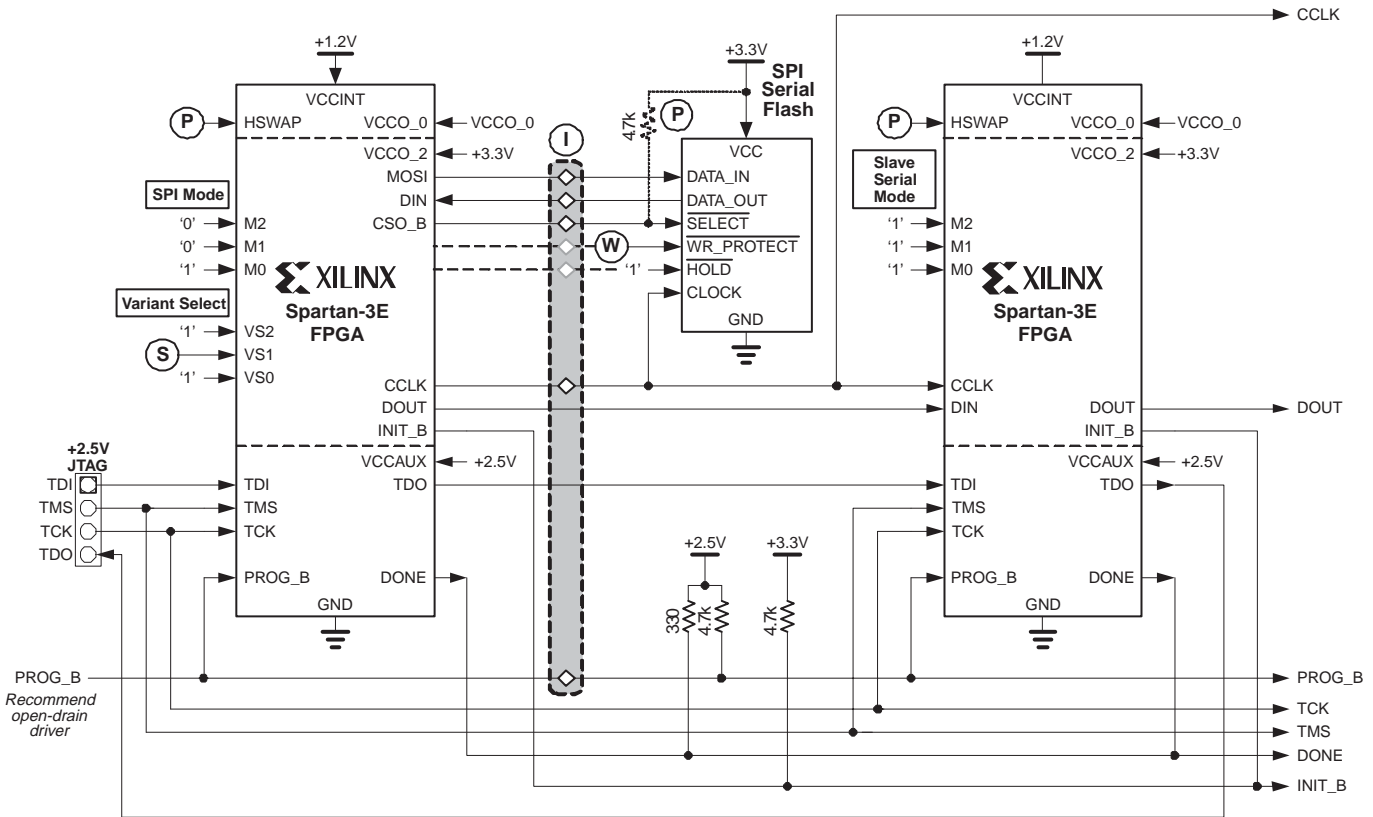 CCLK
+1.2V
+3.3V
SPI
Serial
Flash
+1.2V
VCCINT
P
HSWAP
VCCO_0
VCCO_0
VCCO_2
+3.3V
MOSI
DIN
CSO_B
SPI Mode
'0'
M2
'0'
M1
'1'
M0
XILINX
Spartan-3E
FPGA
Variant Select
'1'
VS2
S
VS1
'1'
VS0
CCLK
DOUT
INIT_B
VCCAUX
+2.5V
TDI
TDO
TMS
TCK
PROG_B
DONE
GND
+2.5V
JTAG
TDI
TMS
TCK
TDO
I
4.7k
P
VCC
DATA_IN
DATA_OUT
SELECT
W
WR_PROTECT
'1'
HOLD
CLOCK
GND
VCCINT
P
HSWAP
VCCO_0
VCCO_0
VCCO_2
+3.3V
Slave
Serial
Mode
'1'
M2
'1'
M1
'1'
M0
XILINX
Spartan-3E
FPGA
CCLK
DIN
DOUT
DOUT
INIT_B
VCCAUX
+2.5V
TDI
TDO
TMS
TCK
PROG_B
DONE
GND
+2.5V
+3.3V
330
4.7k
4.7k
PROG_B
Recommend
open-drain
driver
PROG_B
TCK
TMS
DONE
INIT_B